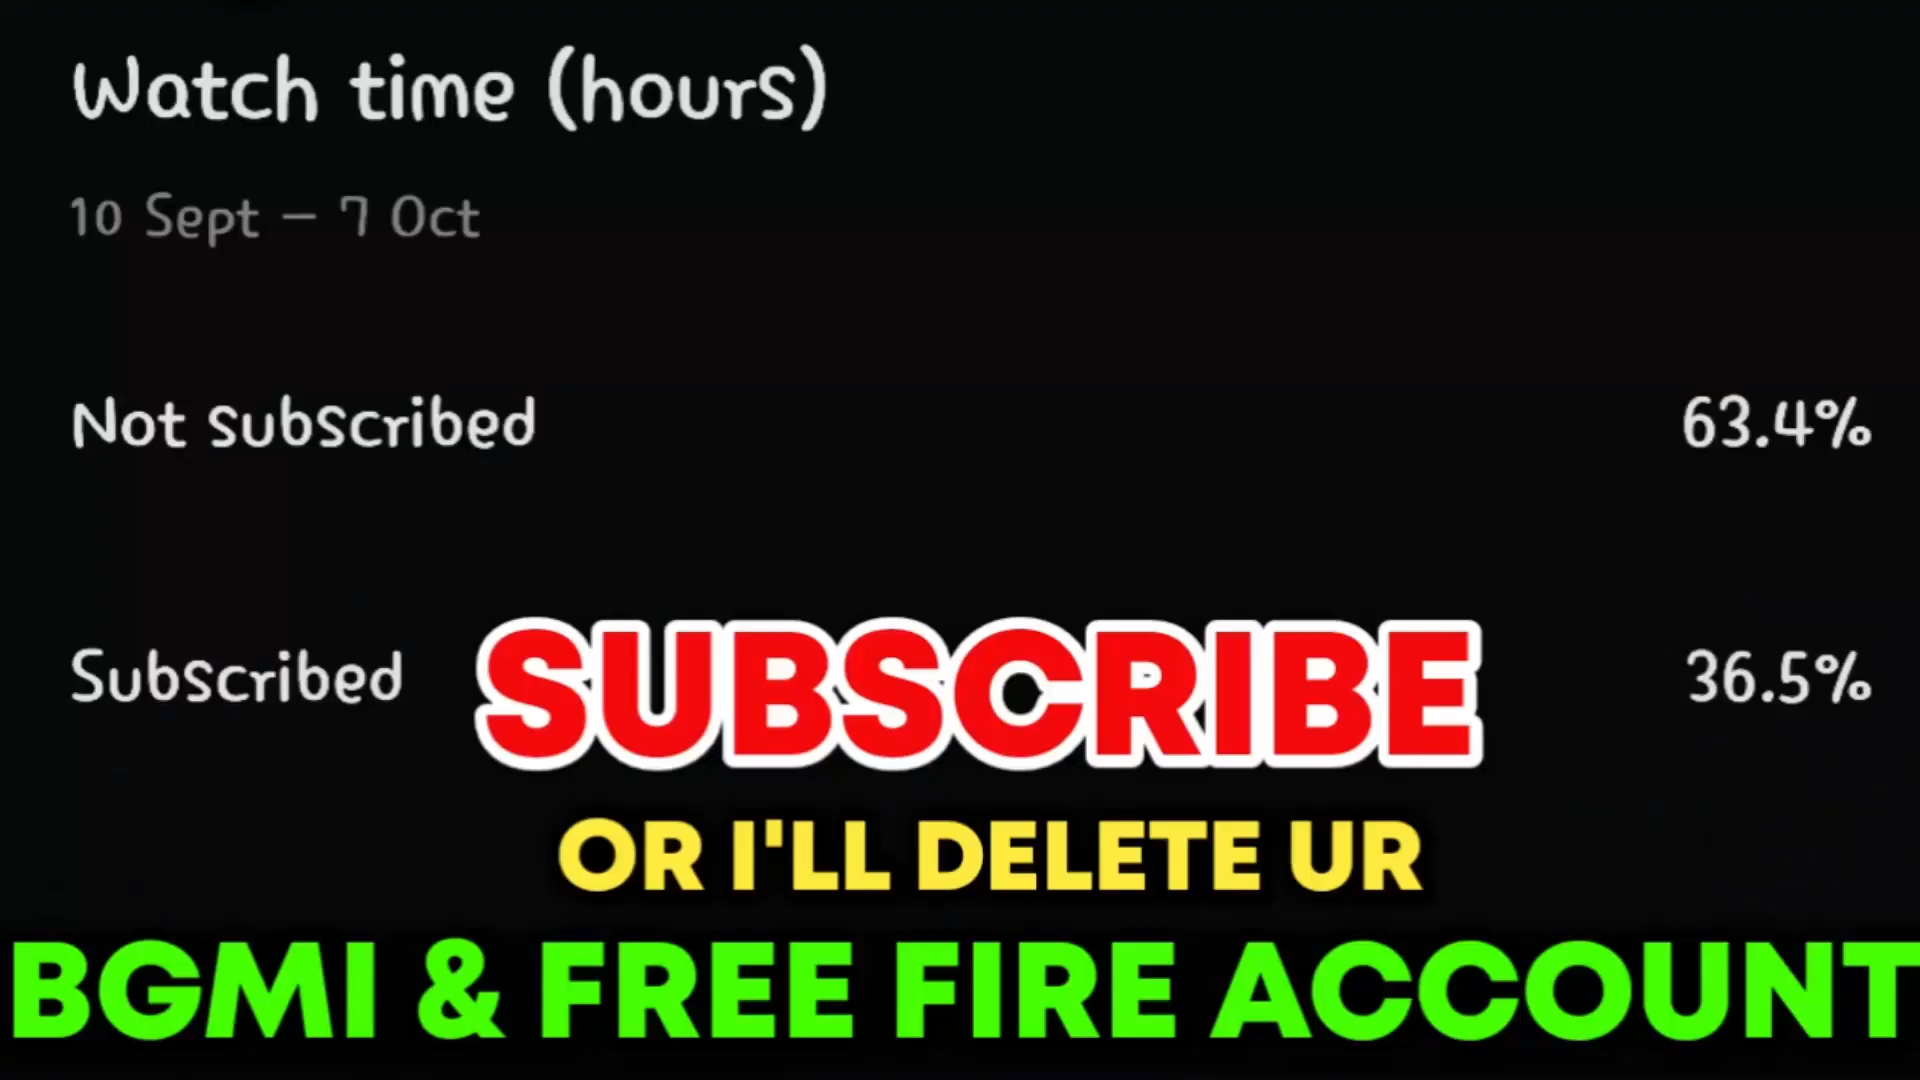 Watch time (hours)
10 Sept – 7 Oct
Not subscribed 63.4%
Subscribed 36.5%
SUBSCRIBE
OR I'LL DELETE UR
BGMI & FREE FIRE ACCOUNT